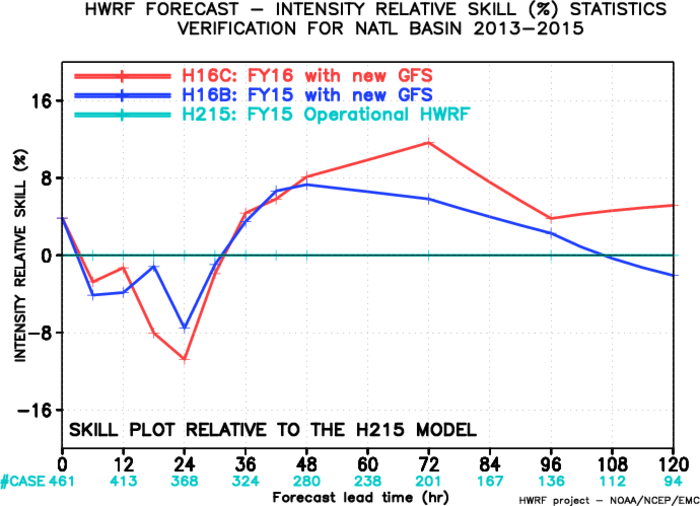 HWRF FORECAST – INTENSITY RELATIVE SKILL (%) STATISTICS
VERIFICATION FOR NATL BASIN 2013–2015
H16C: FY16 with new GFS
H16B: FY15 with new GFS
H215: FY15 Operational HWRF
INTENSITY RELATIVE SKILL (%)
16
8
0
–8
–16
SKILL PLOT RELATIVE TO THE H215 MODEL
0 12 24 36 48 60 72 84 96 108 120
#CASE 461 413 368 324 280 238 201 167 136 112 94
Forecast lead time (hr)
HWRF project – NOAA/NCEP/EMC